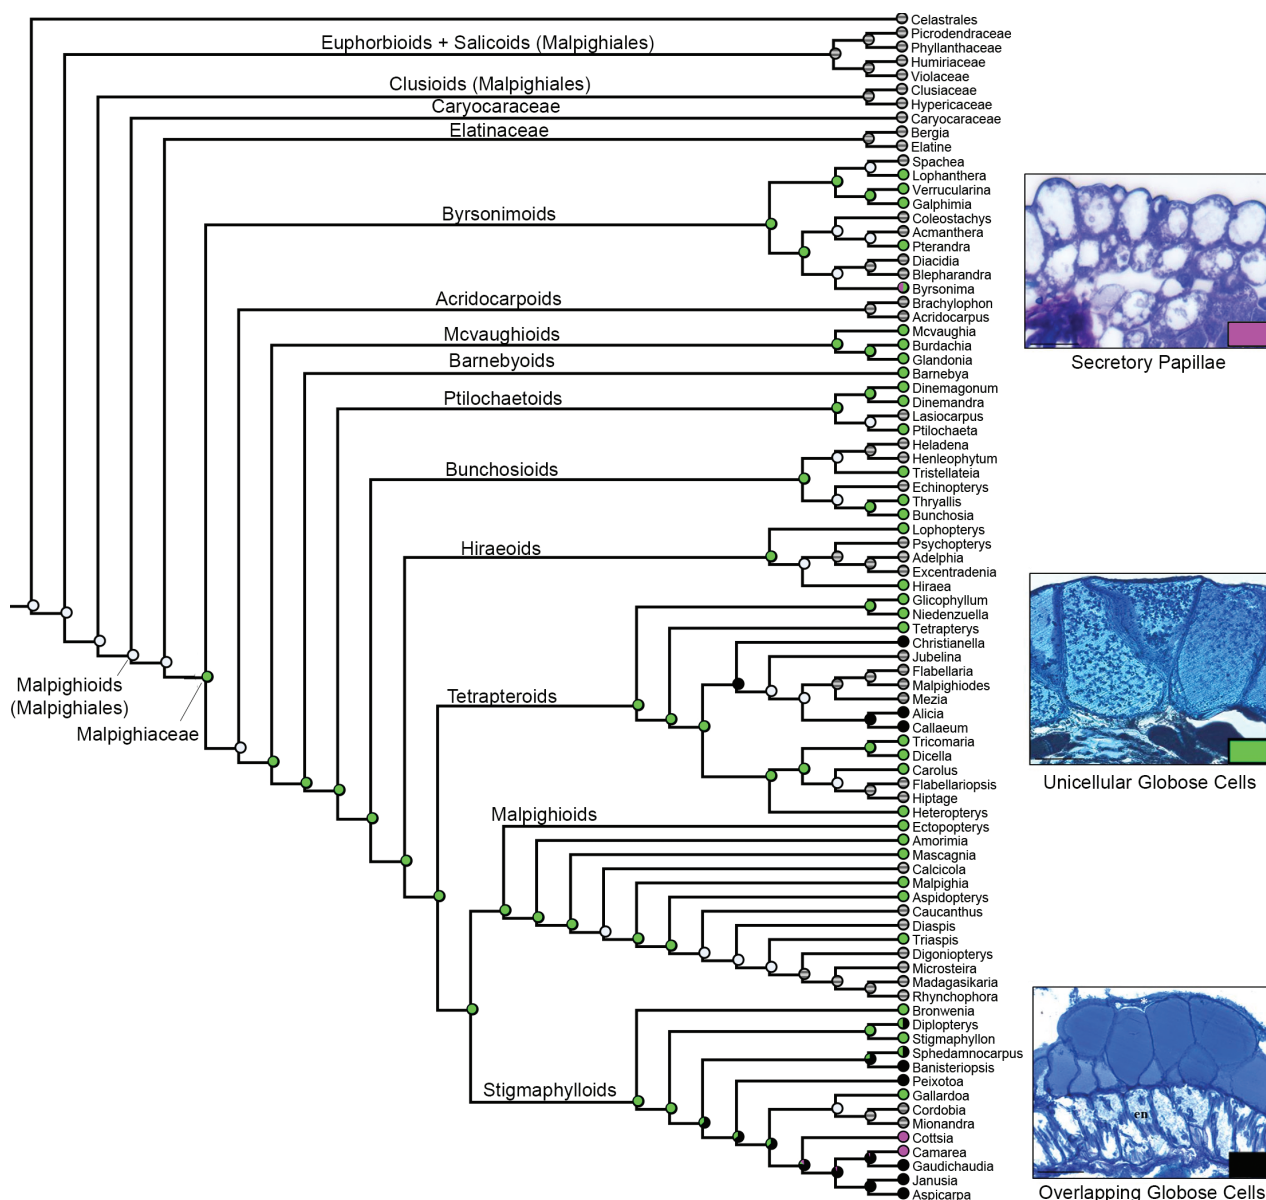 Celastrales
Picrodendraceae
Euphorbioids + Salicoids (Malpighiales)
Phyllanthaceae
Humiriaceae
Violaceae
Clusioids (Malpighiales)
Clusiaceae
Hypericaceae
Caryocaraceae
Caryocaraceae
Elatinaceae
Bergia
Elatine
Spachea
Lophanthera
Verrucularina
Galphimia
Byrsonimoids
Coleostachys
Acmanthera
Pterandra
Diacidia
Blepharandra
Byrsonima
Acridocarpoids
Brachylophon
Acridocarpus
Mcvaughioids
Mcvaughia
Burdachia
Glandonia
Secretory Papillae
Barnebyoids
Barnebya
Ptilochaetoids
Dinemagonum
Dinemandra
Lasiocarpus
Ptilochaeta
Heladena
Henleophytum
Bunchosioids
Tristellateia
Echinopterys
Thryallis
Bunchosia
Lophopterys
Hiraeoids
Psychopterys
Adelphia
Excentradenia
Hiraea
Glicophyllum
Niedenzuella
Tetrapterys
Christianella
Jubelina
Flabellaria
Malpighioids
(Malpighiales)
Malpighiodes
Tetrapteroids
Mezia
Alicia
Callaeum
Malpighiaceae
Tricomaria
Dicella
Carolus
Flabellariopsis
Hiptage
Unicellular Globose Cells
Heteropterys
Malpighioids
Ectopopterys
Amorimia
Mascagnia
Calcicola
Malpighia
Aspidopterys
Caucanthus
Diaspis
Triaspis
Digoniopterys
Microsteira
Madagasikaria
Rhynchophora
Bronwenia
Diplopterys
Stigmaphyllon
Sphedamnocarpus
Banisteriopsis
Peixotoa
Stigmaphylloids
Gallardoa
Cordobia
Mionandra
en
Cottsia
Camarea
Gaudichaudia
Janusia
Aspicarpa
Overlapping Globose Cells